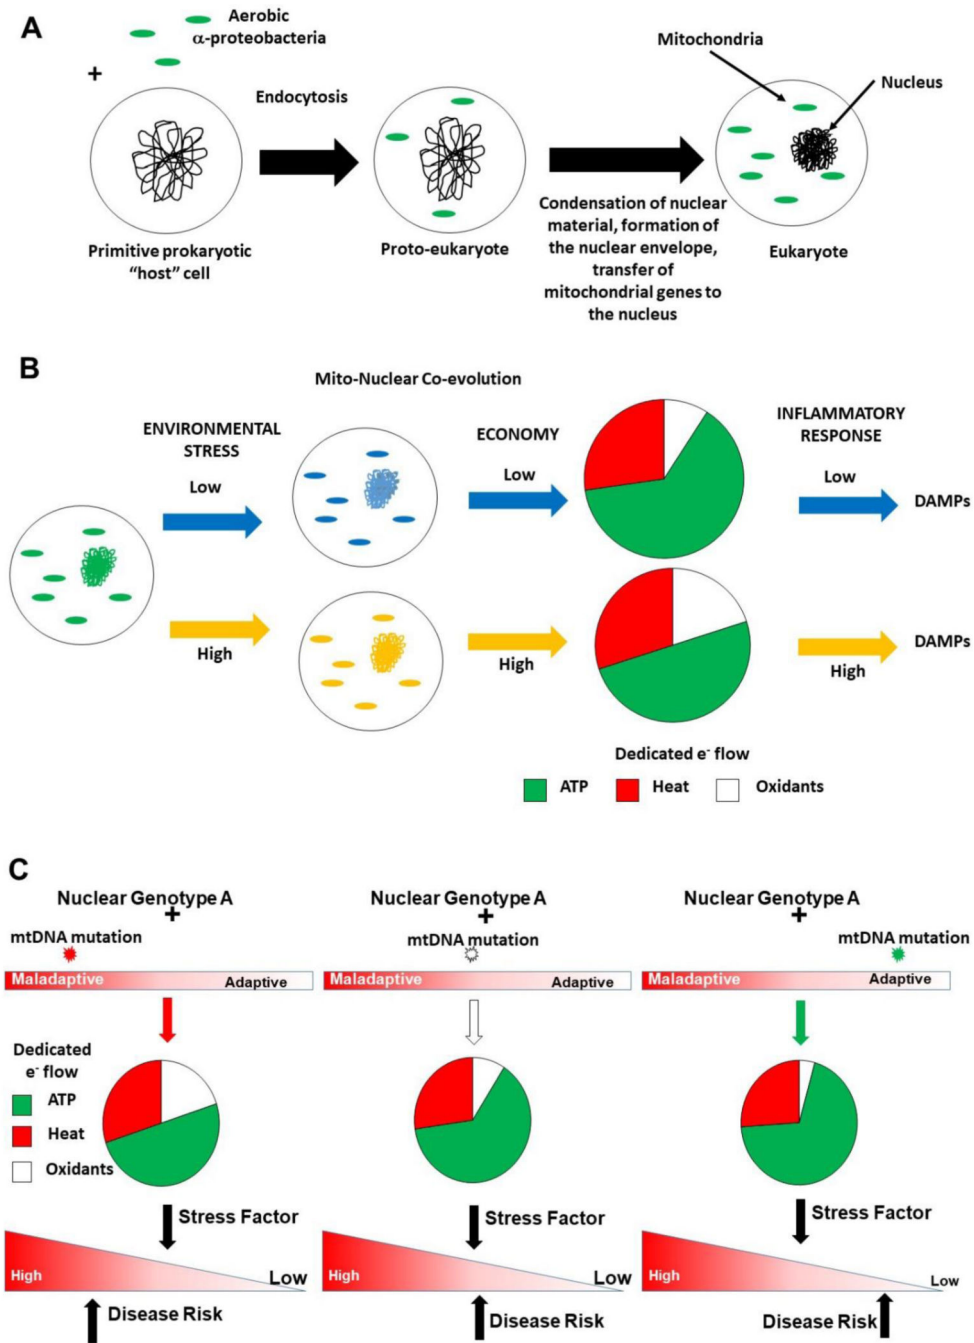 A
Aerobic
α-proteobacteria
+
Endocytosis
Mitochondria
Nucleus
Primitive prokaryotic
“host” cell
Proto-eukaryote
Condensation of nuclear
material, formation of
the nuclear envelope,
transfer of
mitochondrial genes to
the nucleus
Eukaryote
B
Mito-Nuclear Co-evolution
ENVIRONMENTAL
STRESS
Low
ECONOMY
Low
INFLAMMATORY
RESPONSE
Low
DAMPs
High
High
High
DAMPs
Dedicated e- flow
ATP Heat Oxidants
C
Nuclear Genotype A
+
mtDNA mutation
Maladaptive Adaptive
Nuclear Genotype A
+
mtDNA mutation
Maladaptive Adaptive
Nuclear Genotype A
+
mtDNA mutation
Maladaptive Adaptive
Dedicated
e- flow
ATP
Heat
Oxidants
Stress Factor
High Low
Disease Risk
Stress Factor
High Low
Disease Risk
Stress Factor
High Low
Disease Risk